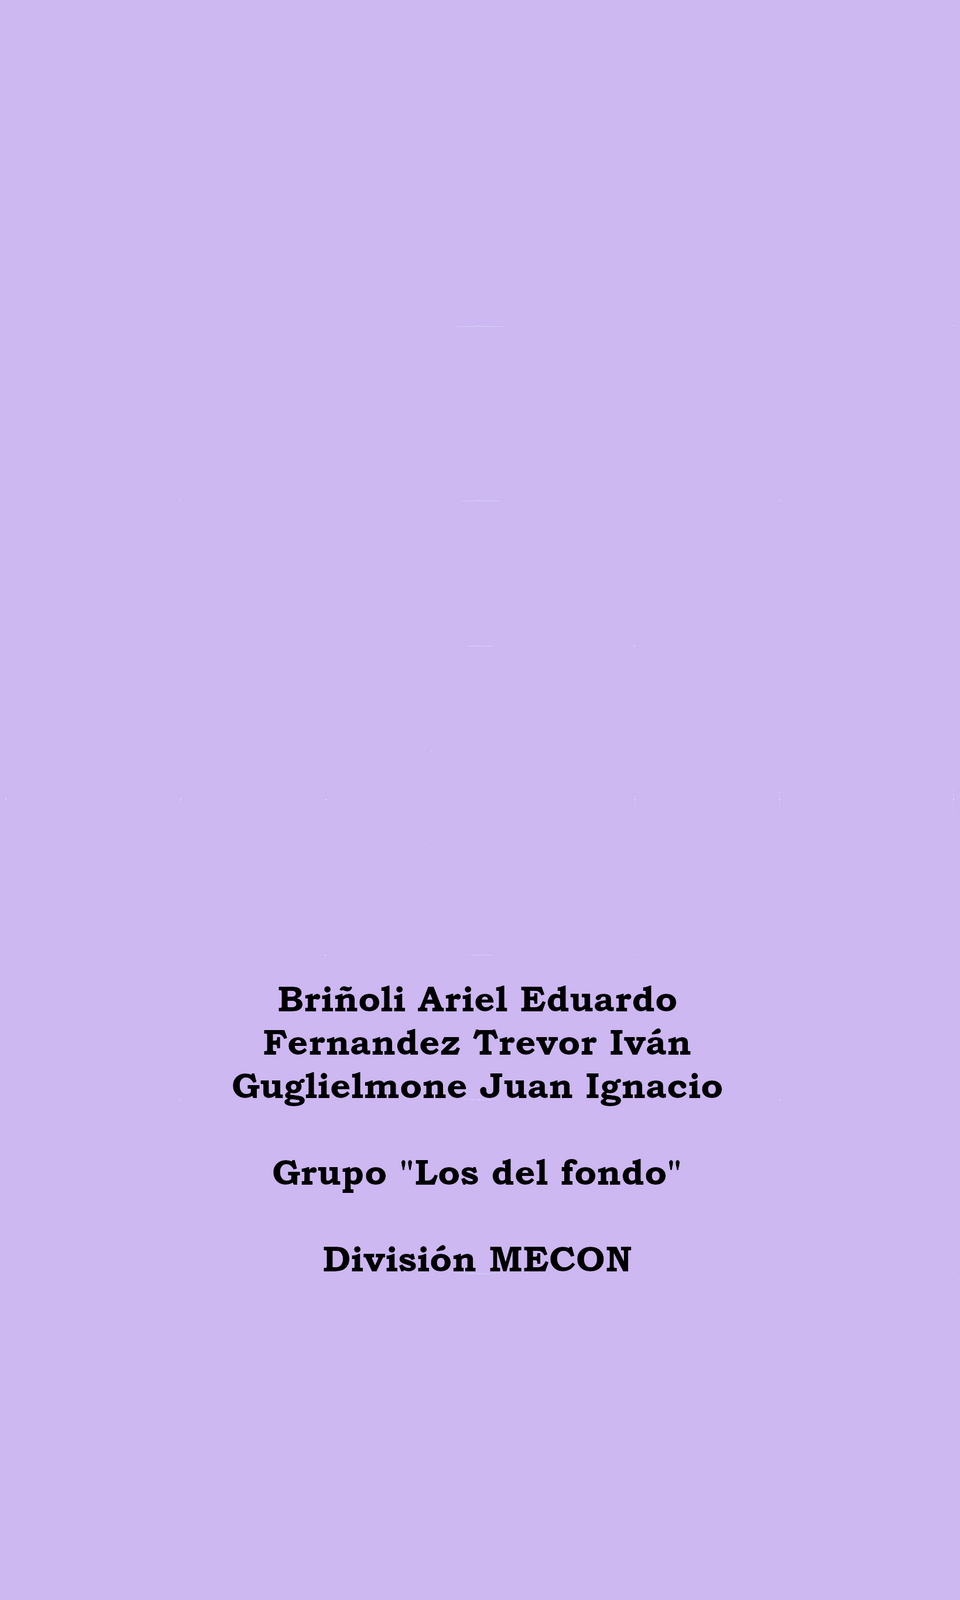 Briñoli Ariel Eduardo
Fernandez Trevor Iván
Guglielmone Juan Ignacio
Grupo "Los del fondo"
División MECON